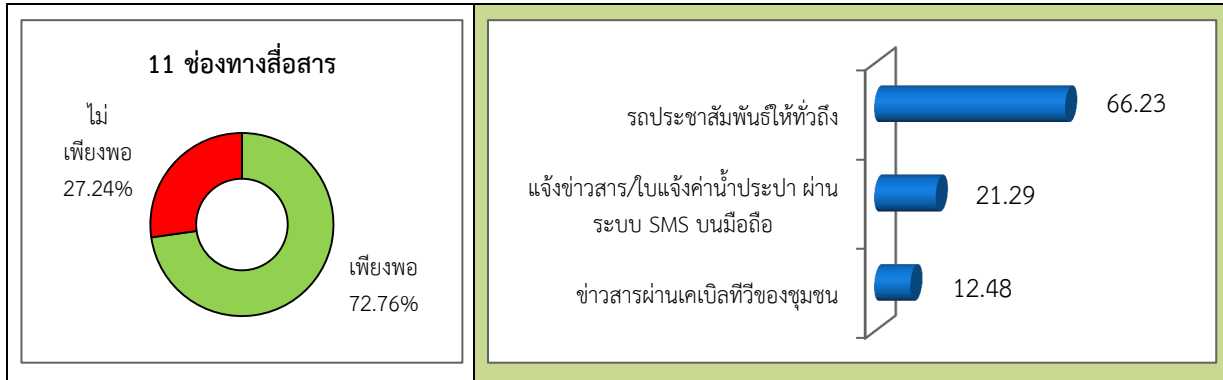 11 ช่องทางสื่อสาร
ไม่
เพียงพอ
27.24%
เพียงพอ
72.76%
รถประชาสัมพันธ์ให้ทั่วถึง
66.23
แจ้งข่าวสาร/ใบแจ้งค่าน้ำประปา ผ่าน
ระบบ SMS บนมือถือ
21.29
ข่าวสารผ่านเคเบิลทีวีของชุมชน
12.48